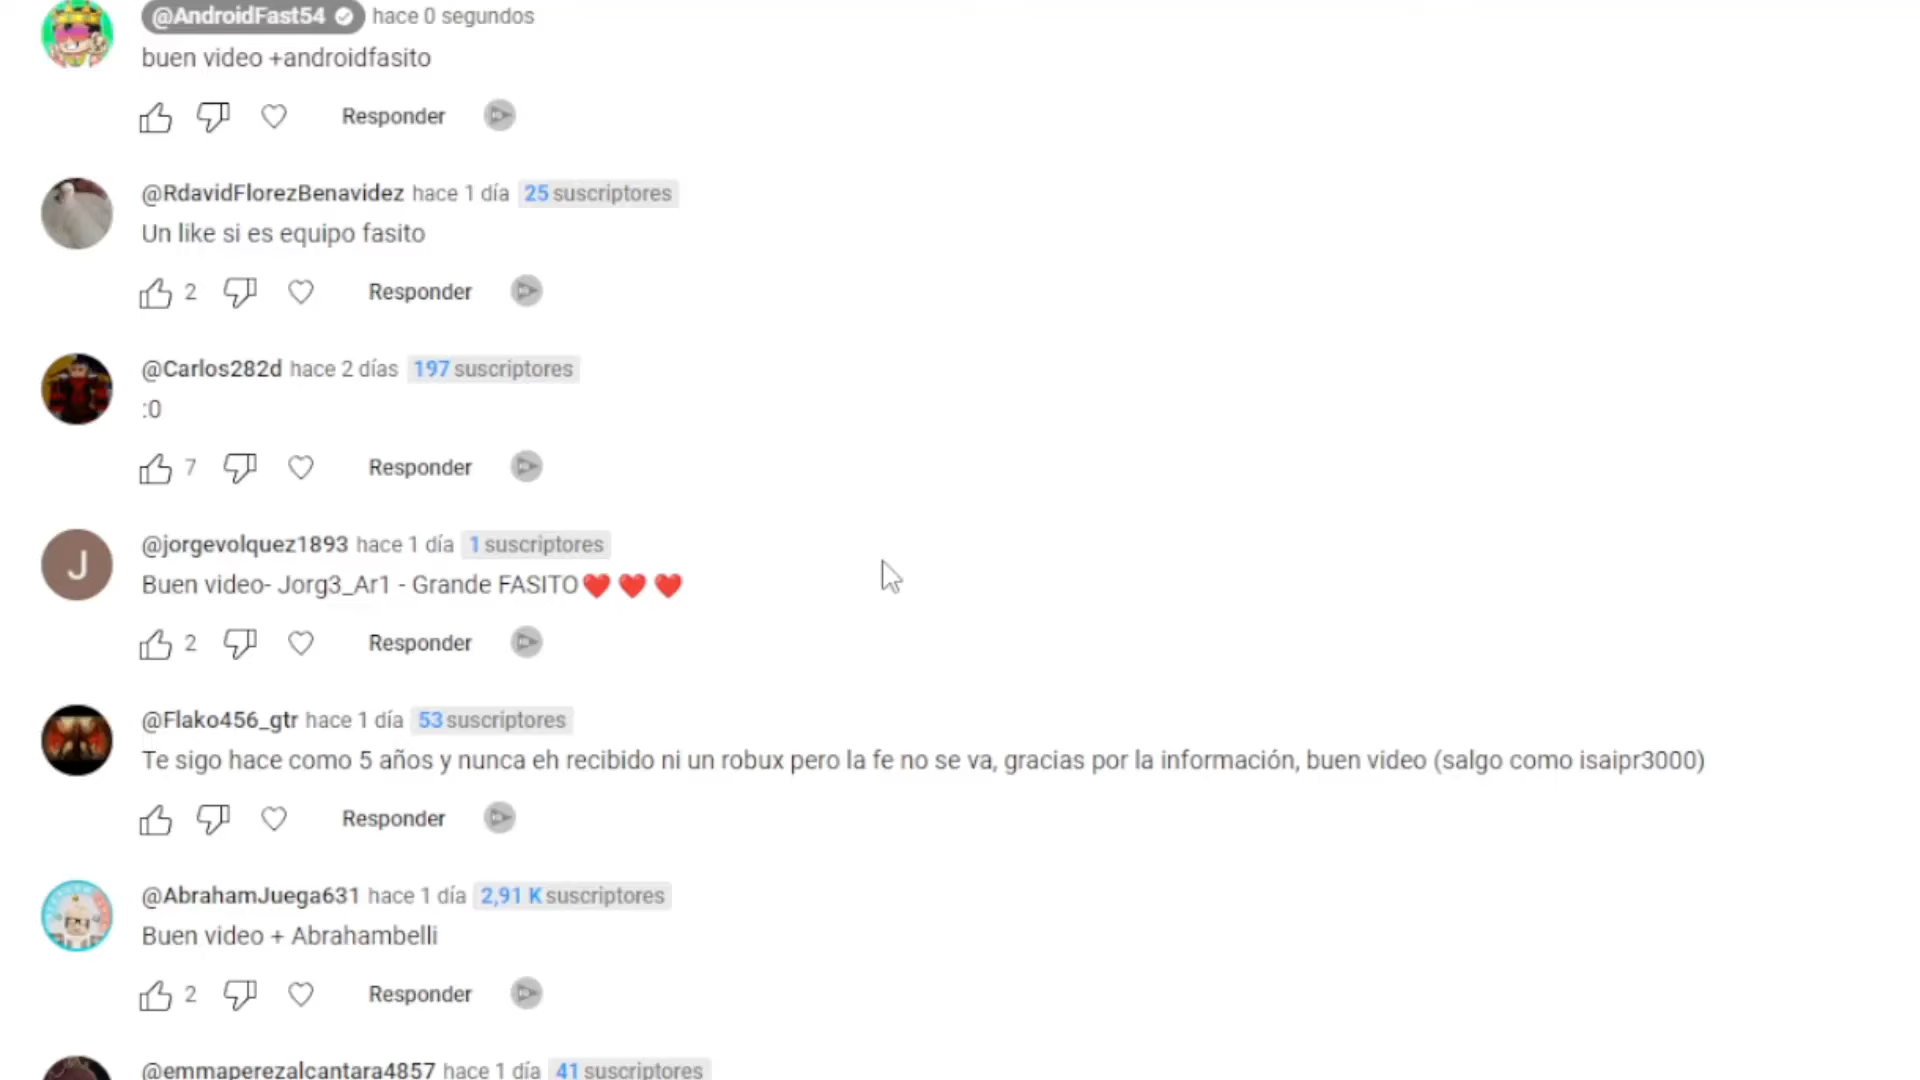 @AndroidFast54 hace 0 segundos
buen video +androidfasito
Responder
@RdavidFlorezBenavidez hace 1 día 25 suscriptores
Un like si es equipo fasito
2 Responder
@Carlos282d hace 2 días 197 suscriptores
:0
7 Responder
J
@jorgevolquez1893 hace 1 día 1 suscriptores
Buen video- Jorg3_Ar1 - Grande FASITO❤️❤️❤️
2 Responder
@Flako456_gtr hace 1 día 53 suscriptores
Te sigo hace como 5 años y nunca eh recibido ni un robux pero la fe no se va, gracias por la información, buen video (salgo como isaipr3000)
Responder
@AbrahamJuega631 hace 1 día 2,91 K suscriptores
Buen video + Abrahambelli
2 Responder
@emmaperezalcantara4857 hace 1 día 41 suscriptores